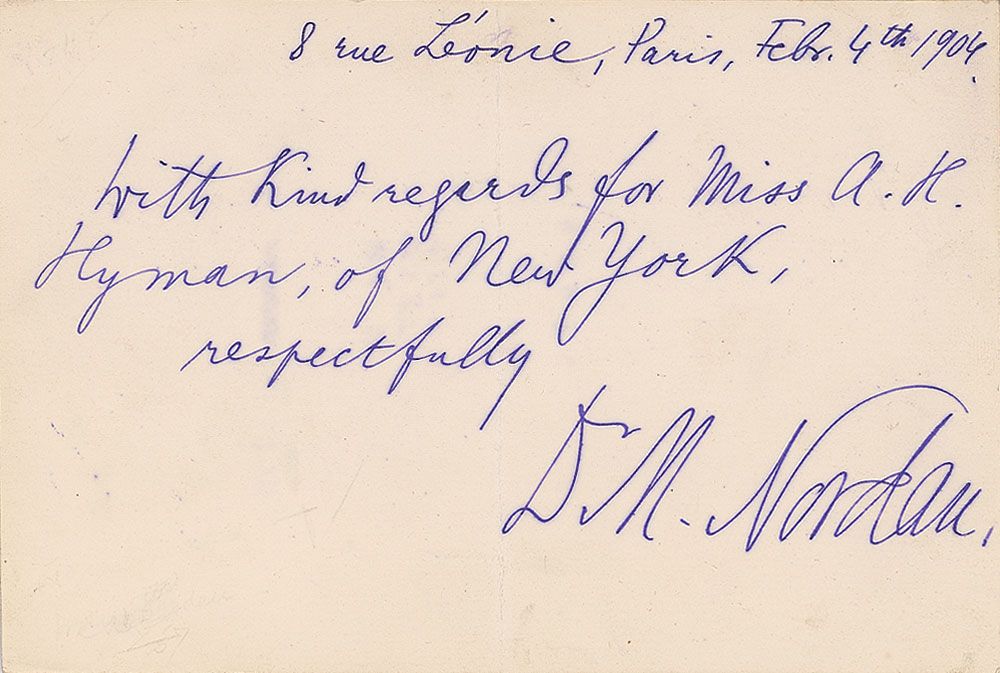 8 rue Léonie, Paris, Febr. 4th 1904.
With Kind regards for Miss A. H.
Hyman, of New York,
respectfully
Dr M. Nordau.